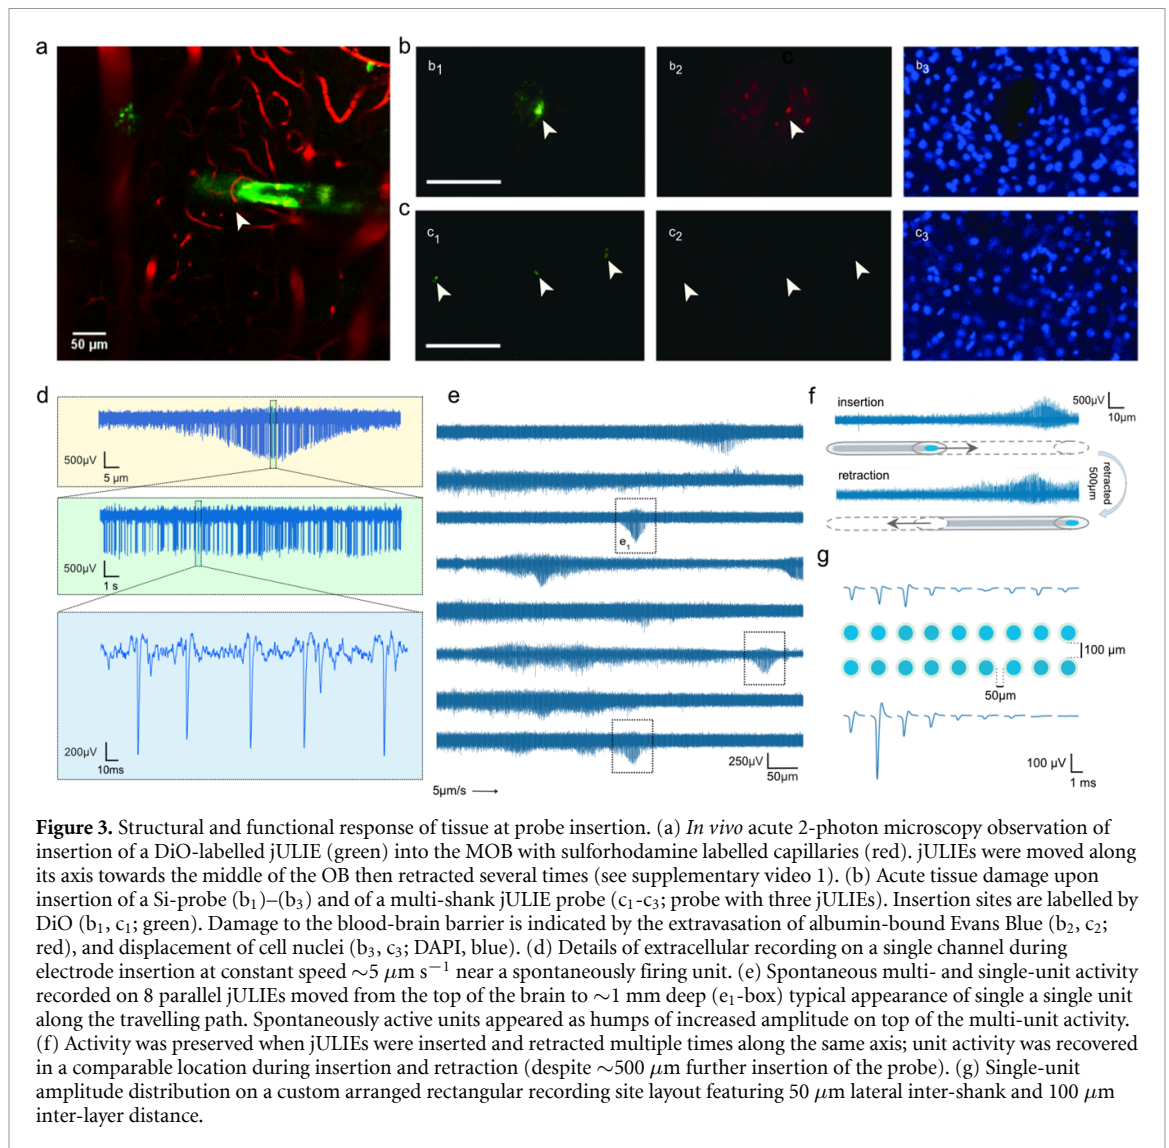 a
50 µm
b
b1
b2
c
b3
c
c1
c2
c3
d
500µV
5 µm
500µV
1 s
200µV
10ms
e
e1
250µV
50µm
5µm/s
f
insertion
500µV
10µm
retraction
retracted
500µm
g
100 µm
50µm
100 µV
1 ms
Figure 3. Structural and functional response of tissue at probe insertion. (a) In vivo acute 2-photon microscopy observation of
insertion of a DiO-labelled jULIE (green) into the MOB with sulforhodamine labelled capillaries (red). jULIEs were moved along
its axis towards the middle of the OB then retracted several times (see supplementary video 1). (b) Acute tissue damage upon
insertion of a Si-probe (b1)–(b3) and of a multi-shank jULIE probe (c1-c3; probe with three jULIEs). Insertion sites are labelled by
DiO (b1, c1; green). Damage to the blood-brain barrier is indicated by the extravasation of albumin-bound Evans Blue (b2, c2;
red), and displacement of cell nuclei (b3, c3; DAPI, blue). (d) Details of extracellular recording on a single channel during
electrode insertion at constant speed ∼5 µm s−1 near a spontaneously firing unit. (e) Spontaneous multi- and single-unit activity
recorded on 8 parallel jULIEs moved from the top of the brain to ∼1 mm deep (e1-box) typical appearance of single a single unit
along the travelling path. Spontaneously active units appeared as humps of increased amplitude on top of the multi-unit activity.
(f) Activity was preserved when jULIEs were inserted and retracted multiple times along the same axis; unit activity was recovered
in a comparable location during insertion and retraction (despite ∼500 µm further insertion of the probe). (g) Single-unit
amplitude distribution on a custom arranged rectangular recording site layout featuring 50 µm lateral inter-shank and 100 µm
inter-layer distance.